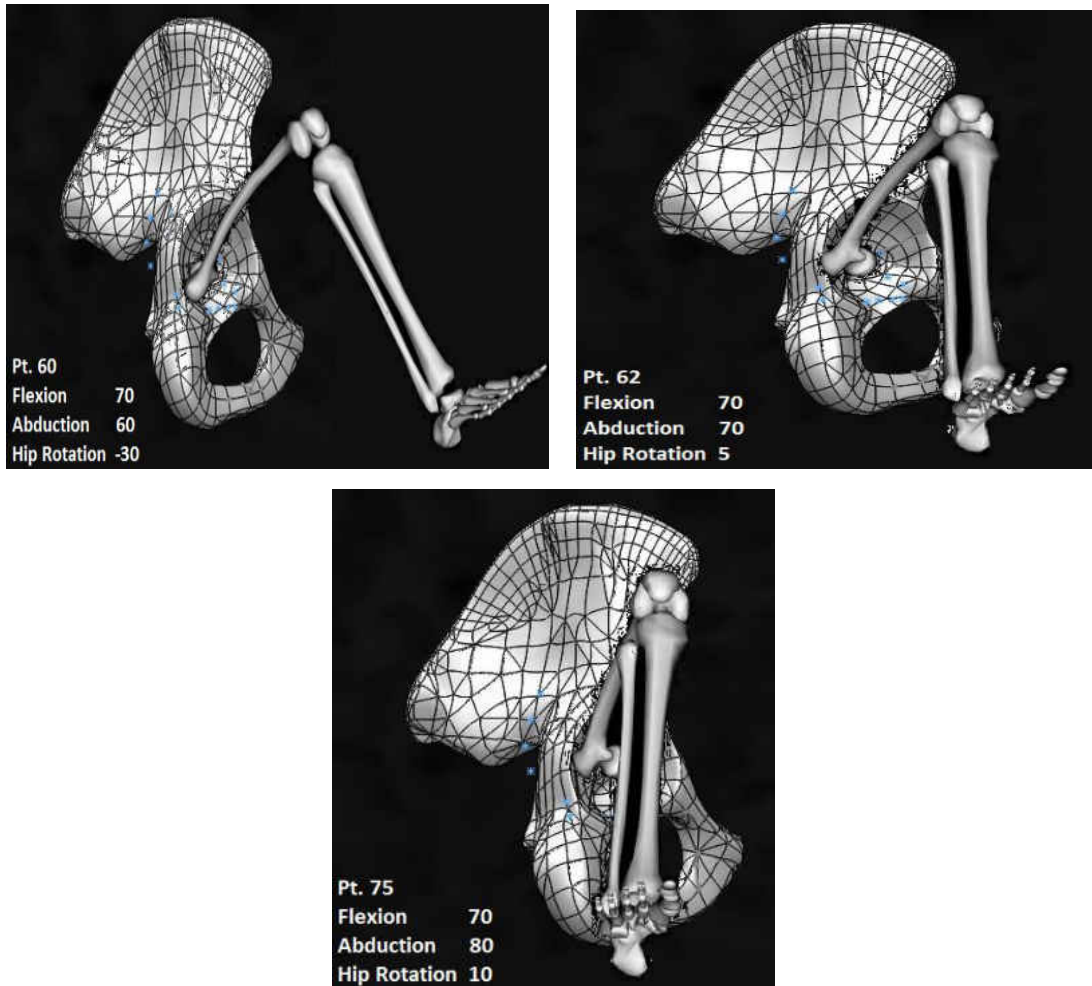 Pt. 60
Flexion 70
Abduction 60
Hip Rotation -30
Pt. 62
Flexion 70
Abduction 70
Hip Rotation 5
Pt. 75
Flexion 70
Abduction 80
Hip Rotation 10